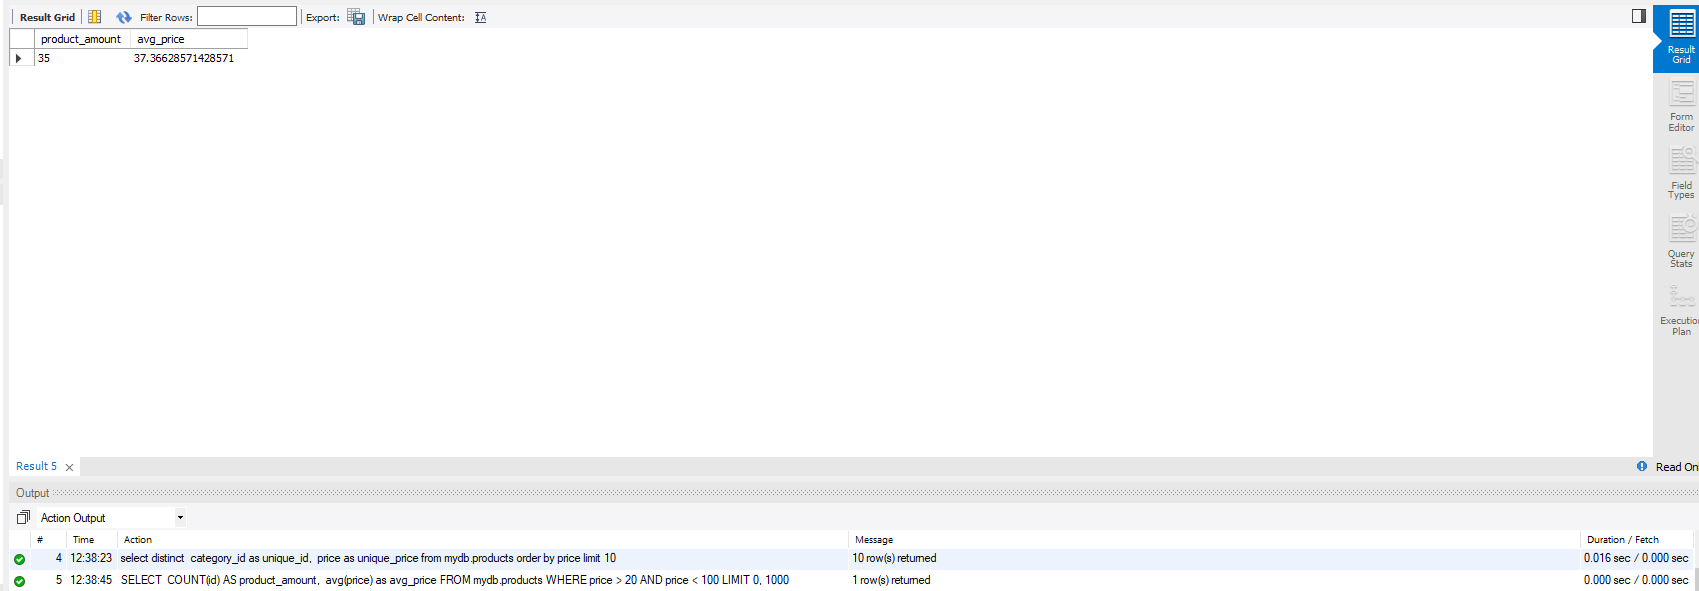 Result Grid Filter Rows: Export: Wrap Cell Content:
product_amount avg_price
35 37.36628571428571
Result Grid
Form Editor
Field Types
Query Stats
Executio
Plan
Result 5
Read Onl
Output
Action Output
# Time Action Message Duration / Fetch
4 12:38:23 select distinct category_id as unique_id, price as unique_price from mydb.products order by price limit 10 10 row(s) returned 0.016 sec / 0.000 sec
5 12:38:45 SELECT COUNT(id) AS product_amount, avg(price) as avg_price FROM mydb.products WHERE price > 20 AND price < 100 LIMIT 0, 1000 1 row(s) returned 0.000 sec / 0.000 sec